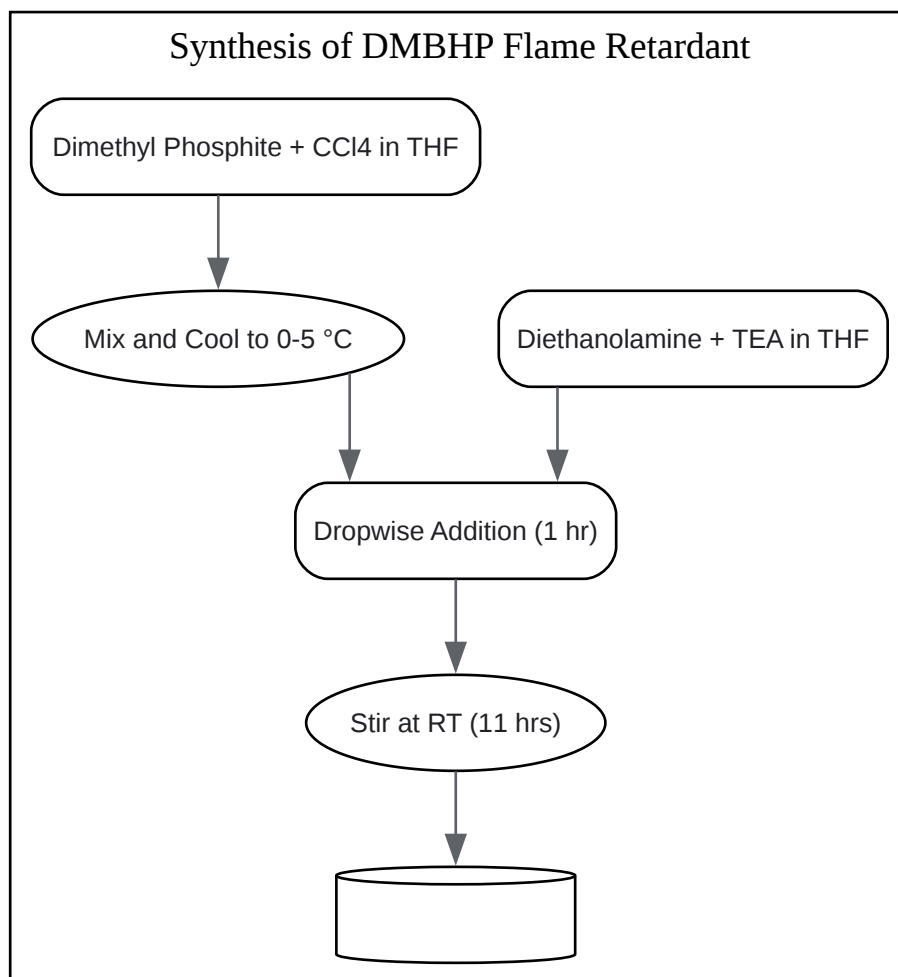 Synthesis of DMBHP Flame Retardant
Dimethyl Phosphite + CCl4 in THF
Mix and Cool to 0-5 °C
Diethanolamine + TEA in THF
Dropwise Addition (1 hr)
Stir at RT (11 hrs)